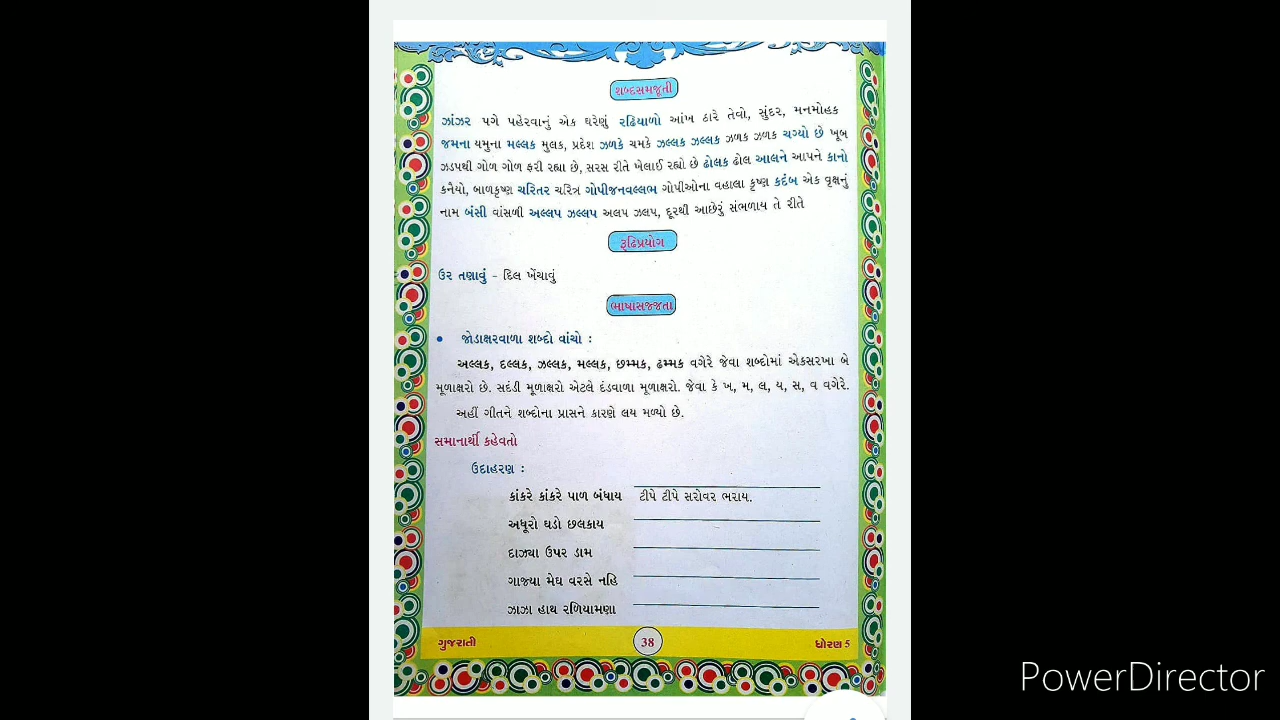 શબ્દસમજૂતી
ઝાંઝર પગે પહેરવાનું એક ઘરેણું રઢિયાળો આંખ ઠારે તેવો, સુંદર, મનમોહક
જમના યમુના મલ્લક મુલક, પ્રદેશ ઝળકે ચમકે ઝલ્લક ઝલ્લક ઝળક ઝળક ચગ્યો છે ખૂબ
ઝડપથી ગોળ ગોળ ફરી રહ્યા છે, સરસ રીતે ખેલાઈ રહ્યો છે ઢોલક ઢોલ આલને આપને કાનો
કનૈયો, બાળકૃષ્ણ ચરિતર ચરિત્ર ગોપીજનવલ્લભ ગોપીઓના વહાલા કૃષ્ણ કદંબ એક વૃક્ષનું
નામ બંસી વાંસળી અલ્લપ ઝલ્લપ અલપ ઝલપ, દૂરથી આછેરું સંભળાય તે રીતે
રૂઢિપ્રયોગ
ઉર તણાવું - દિલ ખેંચાવું
ભાષાસજ્જતા
• જોડાક્ષરવાળા શબ્દો વાંચો :
અલ્લક, દલ્લક, ઝલ્લક, મલ્લક, છમ્મક, ઢમ્મક વગેરે જેવા શબ્દોમાં એકસરખા બે
મૂળાક્ષરો છે. સદંડી મૂળાક્ષરો એટલે દંડવાળા મૂળાક્ષરો. જેવા કે ખ, મ, લ, ય, સ, વ વગેરે.
અહીં ગીતને શબ્દોના પ્રાસને કારણે લય મળ્યો છે.
સમાનાર્થી કહેવતો
ઉદાહરણ :
કાંકરે કાંકરે પાળ બંધાય ટીપે ટીપે સરોવર ભરાય.
અધૂરો ઘડો છલકાય
દાઝ્યા ઉપર ડામ
ગાજ્યા મેઘ વરસે નહિ
ઝાઝા હાથ રળિયામણા
ગુજરાતી 38 ધોરણ 5
PowerDirector